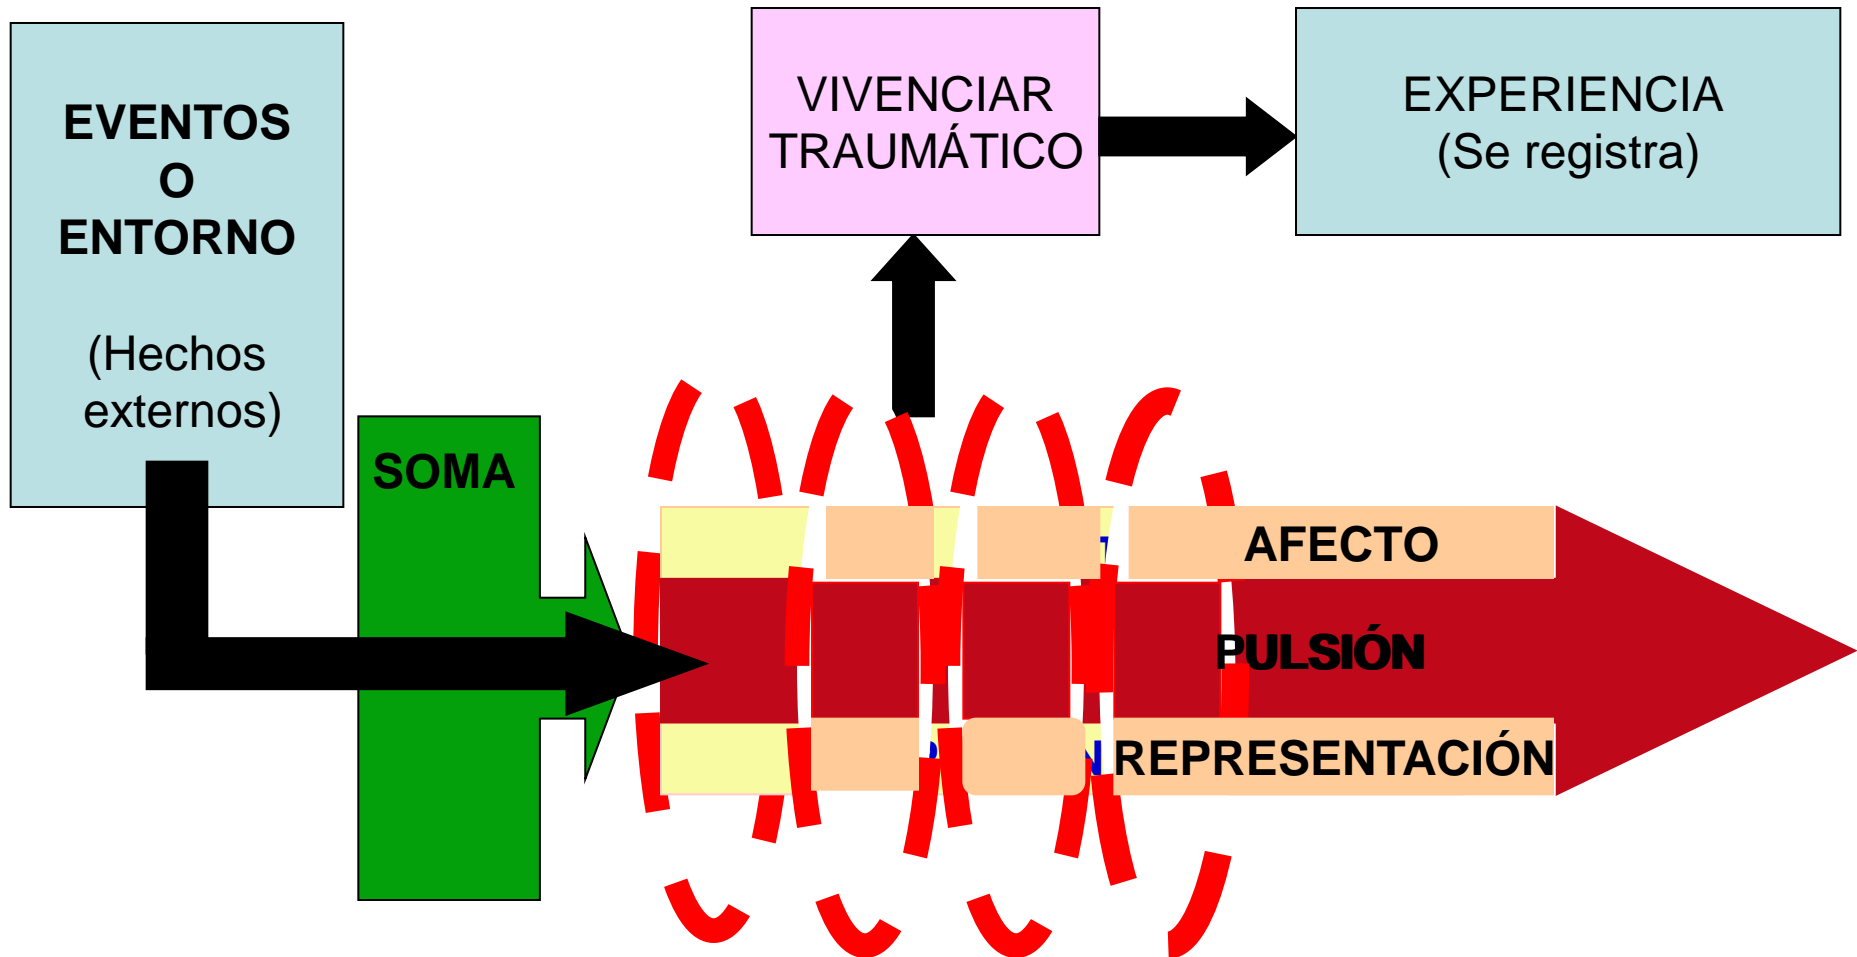 EVENTOS
O
ENTORNO
(Hechos
externos)
VIVENCIAR
TRAUMÁTICO
EXPERIENCIA
(Se registra)
SOMA
AFECTO
PULSIÓN
REPRESENTACIÓN